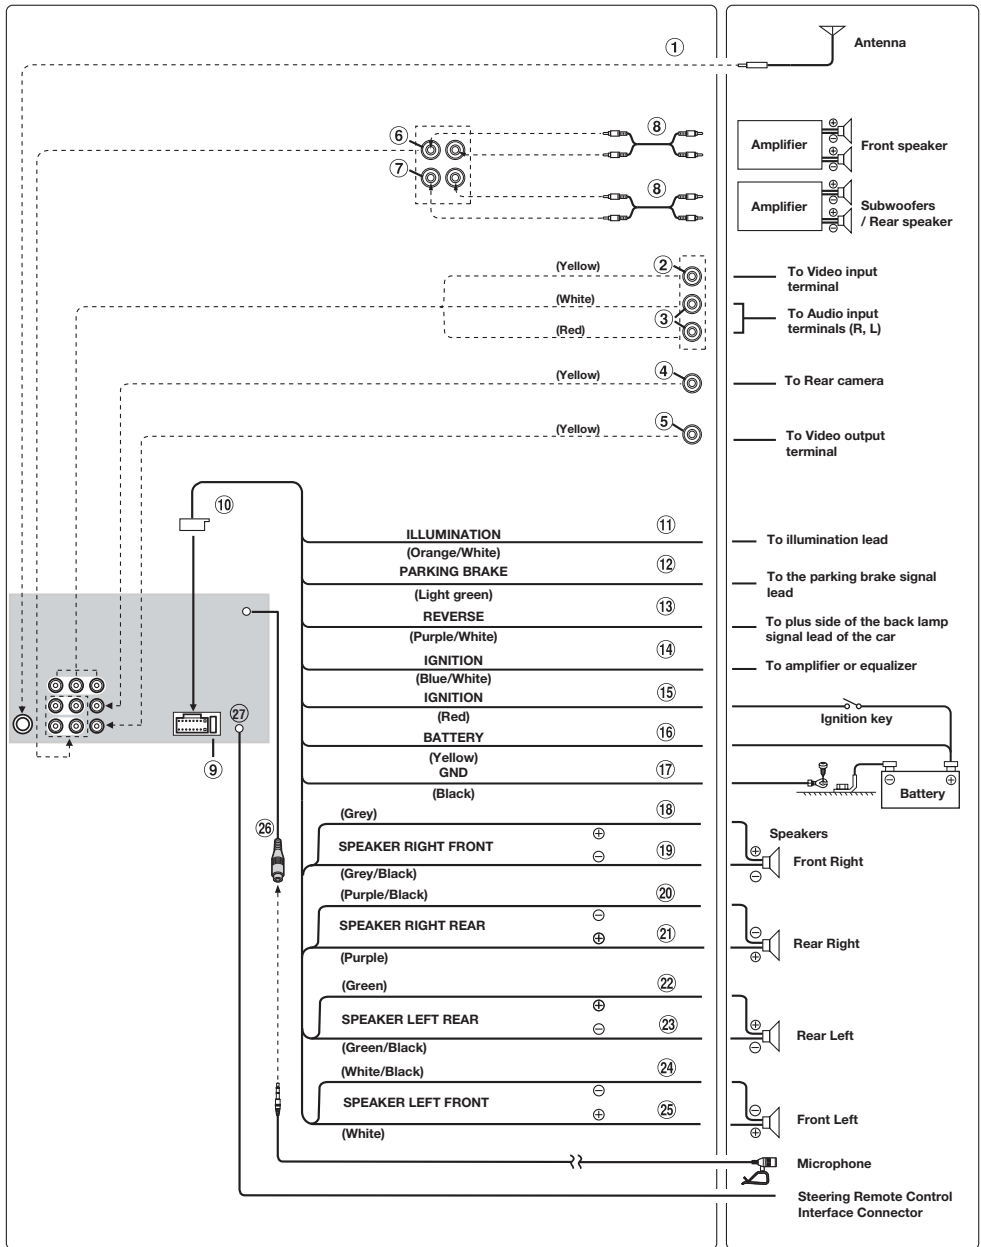 ①
Antenna
⑥
⑧
Amplifier
⊕
⊖
⊕
⊖
Front speaker
⑦
⑧
Amplifier
⊕
⊖
⊕
⊖
Subwoofers
/ Rear speaker
(Yellow)
②
To Video input
terminal
(White)
③
(Red)
To Audio input
terminals (R, L)
(Yellow)
④
To Rear camera
(Yellow)
⑤
To Video output
terminal
⑩
ILLUMINATION
⑪
To illumination lead
(Orange/White)
PARKING BRAKE
⑫
To the parking brake signal
lead
(Light green)
REVERSE
⑬
To plus side of the back lamp
signal lead of the car
(Purple/White)
IGNITION
⑭
To amplifier or equalizer
(Blue/White)
IGNITION
⑮
Ignition key
(Red)
BATTERY
⑯
(Yellow)
GND
⑰
(Black)
⊖ ⊕
Battery
㉗
⑨
㉖
(Grey)
⑱
SPEAKER RIGHT FRONT
⊕
⊖
⑲
(Grey/Black)
Speakers
⊕
⊖
Front Right
(Purple/Black)
⑳
SPEAKER RIGHT REAR
⊖
⊕
㉑
(Purple)
⊖
⊕
Rear Right
(Green)
㉒
SPEAKER LEFT REAR
⊕
⊖
㉓
(Green/Black)
⊕
⊖
Rear Left
(White/Black)
㉔
SPEAKER LEFT FRONT
⊖
⊕
㉕
(White)
⊖
⊕
Front Left
Microphone
Steering Remote Control
Interface Connector